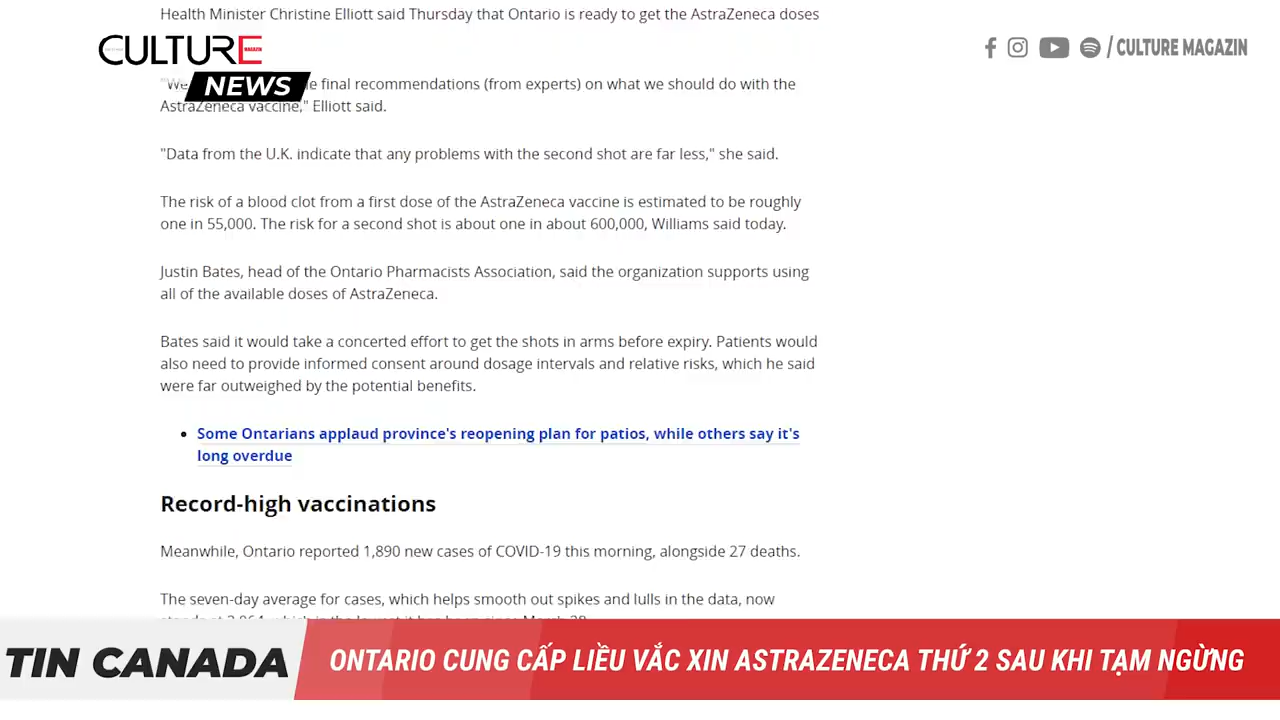 Health Minister Christine Elliott said Thursday that Ontario is ready to get the AstraZeneca doses
CULTURE
MAGAZIN
NEWS
/ CULTURE MAGAZIN
final recommendations (from experts) on what we should do with the
AstraZeneca vaccine," Elliott said.
"Data from the U.K. indicate that any problems with the second shot are far less," she said.
The risk of a blood clot from a first dose of the AstraZeneca vaccine is estimated to be roughly
one in 55,000. The risk for a second shot is about one in about 600,000, Williams said today.
Justin Bates, head of the Ontario Pharmacists Association, said the organization supports using
all of the available doses of AstraZeneca.
Bates said it would take a concerted effort to get the shots in arms before expiry. Patients would
also need to provide informed consent around dosage intervals and relative risks, which he said
were far outweighed by the potential benefits.
• Some Ontarians applaud province's reopening plan for patios, while others say it's
long overdue
Record-high vaccinations
Meanwhile, Ontario reported 1,890 new cases of COVID-19 this morning, alongside 27 deaths.
The seven-day average for cases, which helps smooth out spikes and lulls in the data, now
TIN CANADA
ONTARIO CUNG CẤP LIỀU VẮC XIN ASTRAZENECA THỨ 2 SAU KHI TẠM NGỪNG